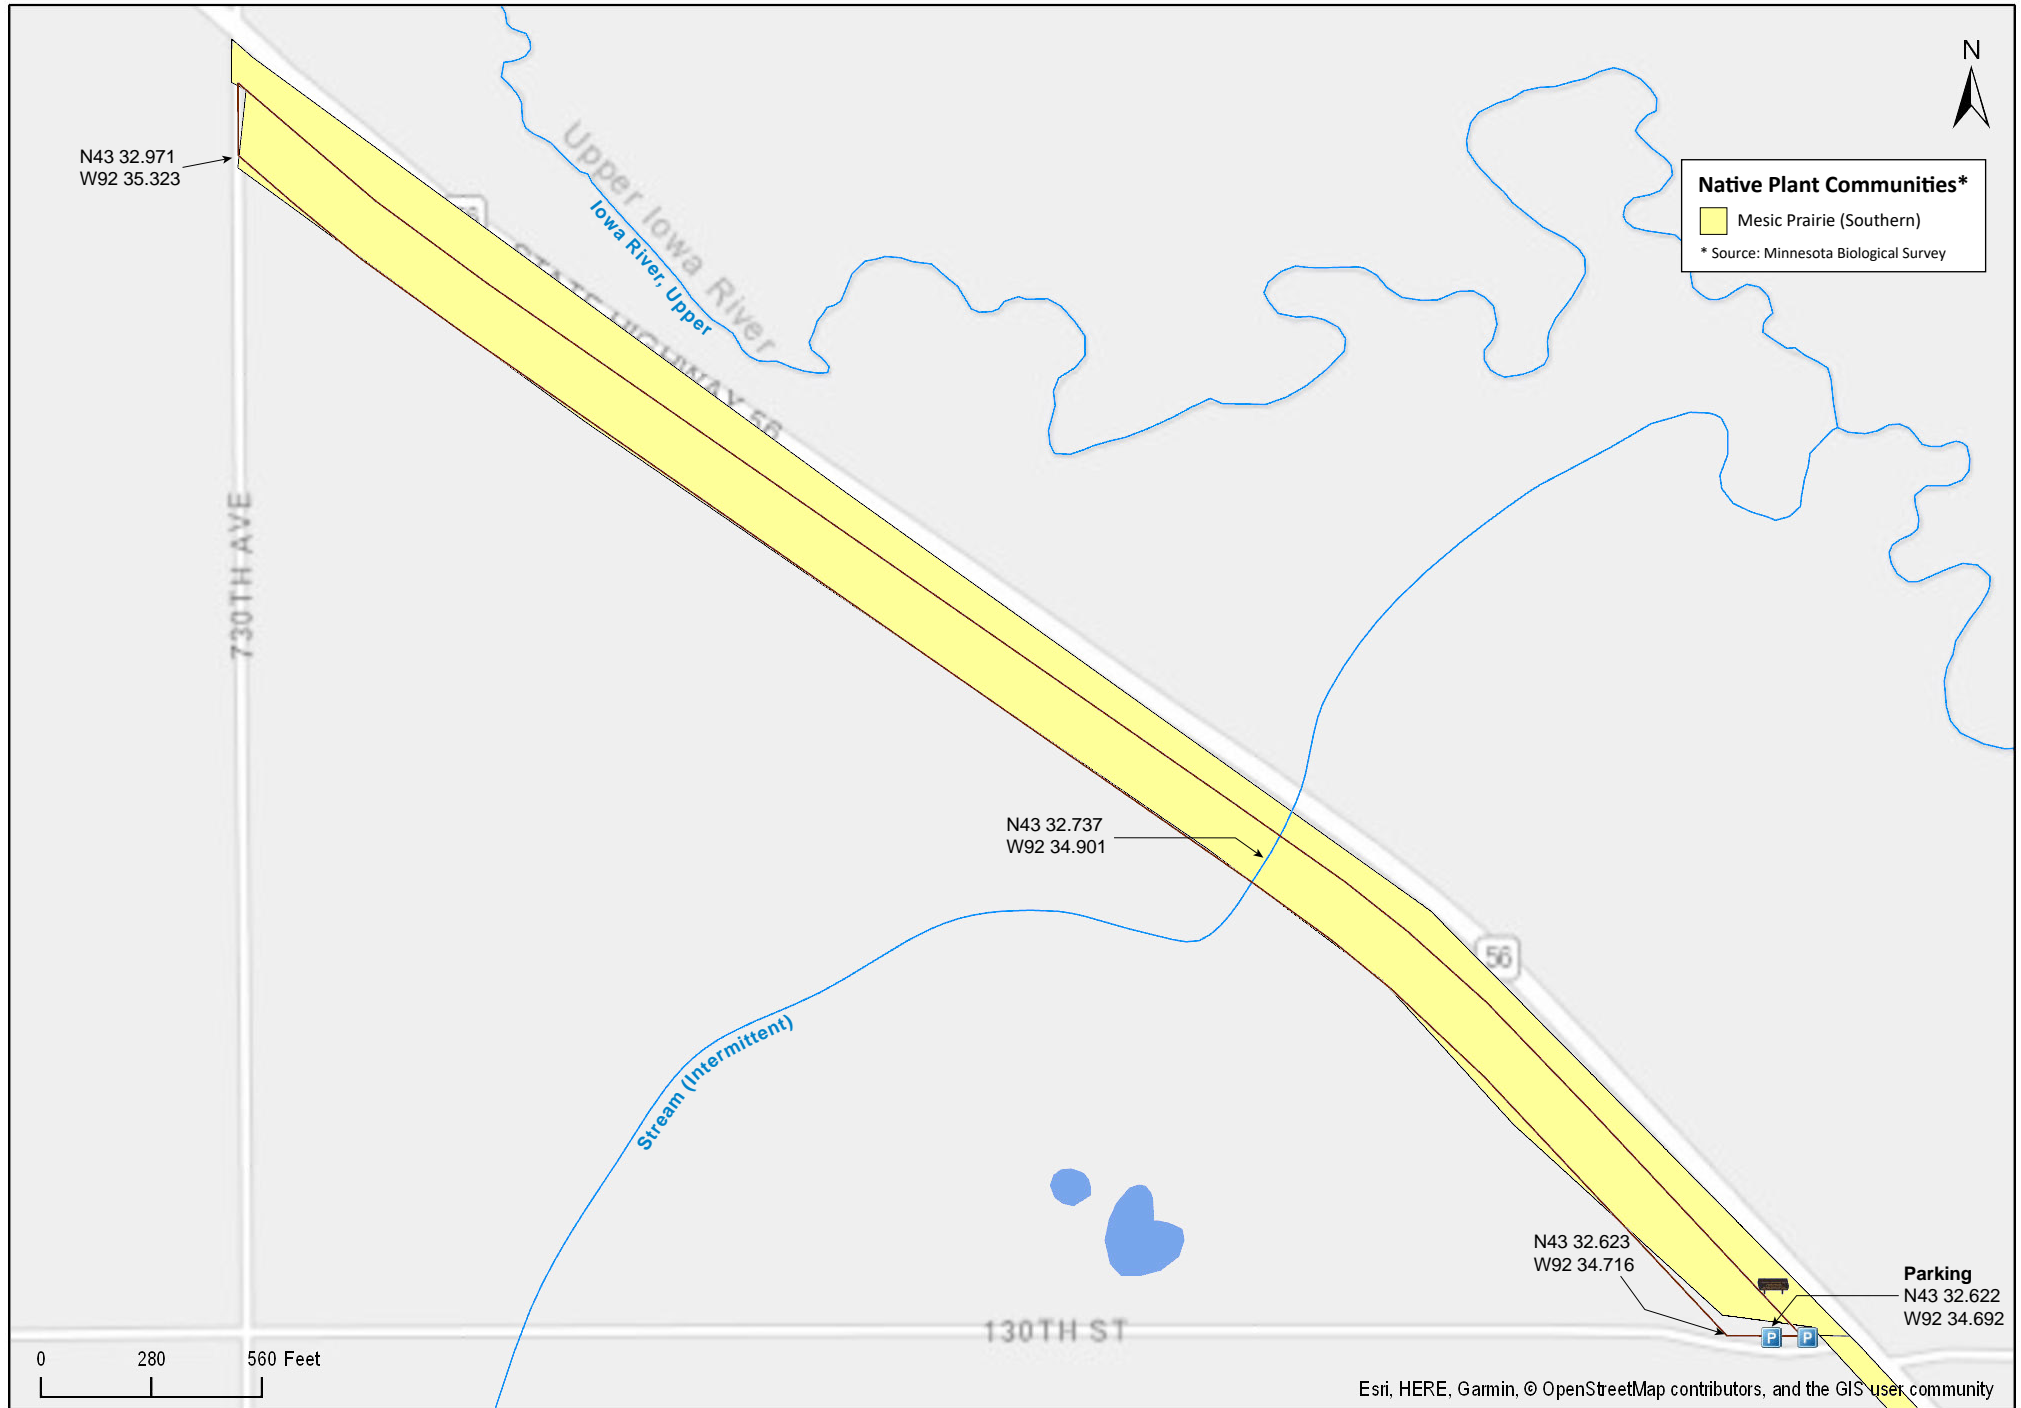 N
N43 32.971
W92 35.323
Upper Iowa River
Iowa River, Upper
Native Plant Communities*
Mesic Prairie (Southern)
* Source: Minnesota Biological Survey
STATE HIGHWAY 56
730TH AVE
N43 32.737
W92 34.901
56
Stream (Intermittent)
N43 32.623
W92 34.716
Parking
N43 32.622
W92 34.692
130TH ST
P P
0 280 560 Feet
Esri, HERE, Garmin, © OpenStreetMap contributors, and the GIS user community